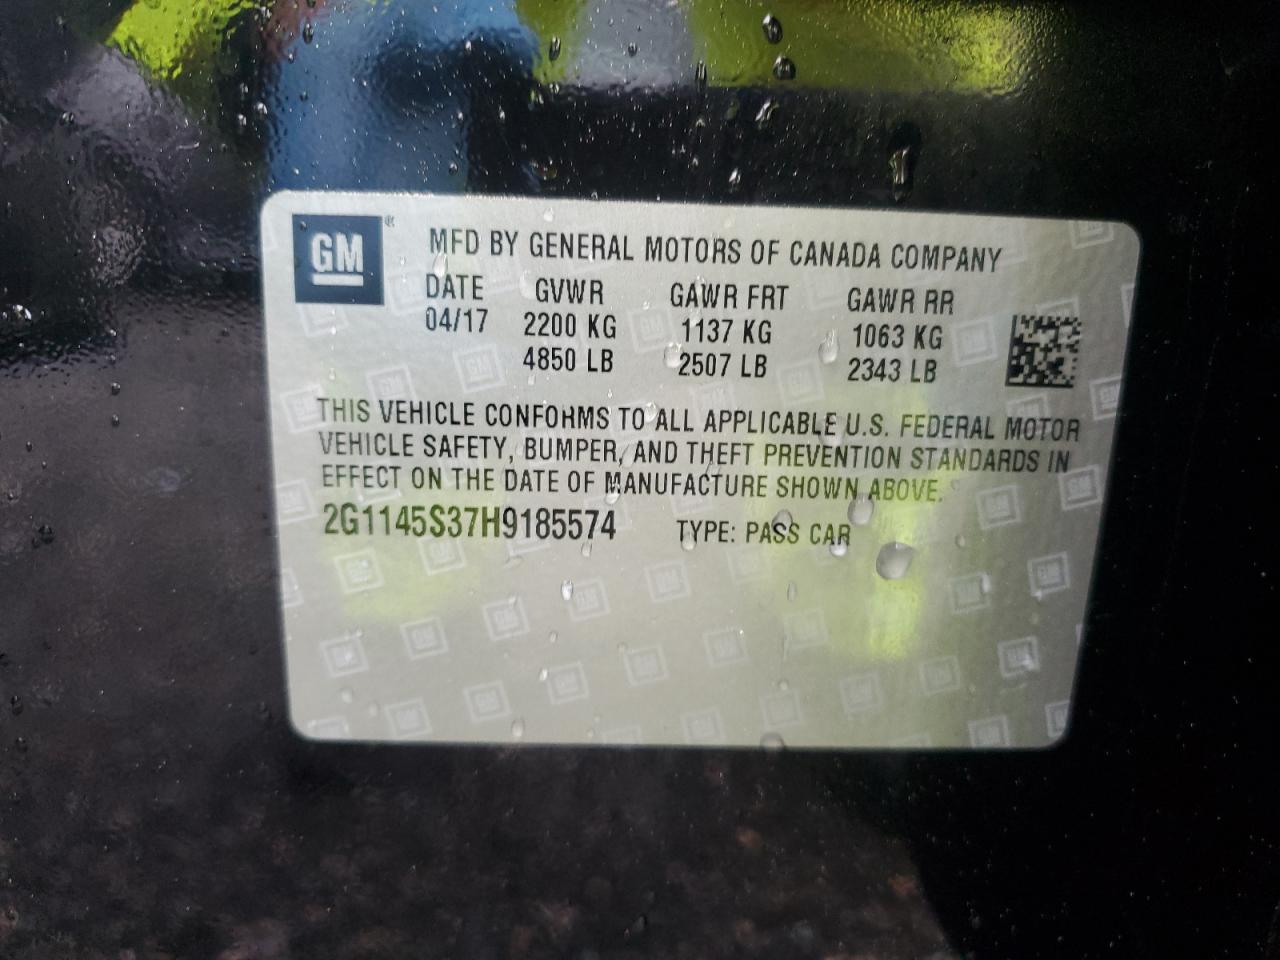 GM®
MFD BY GENERAL MOTORS OF CANADA COMPANY
DATE GVWR GAWR FRT GAWR RR
04/17 2200 KG 1137 KG 1063 KG
4850 LB 2507 LB 2343 LB
THIS VEHICLE CONFORMS TO ALL APPLICABLE U.S. FEDERAL MOTOR
VEHICLE SAFETY, BUMPER, AND THEFT PREVENTION STANDARDS IN
EFFECT ON THE DATE OF MANUFACTURE SHOWN ABOVE.
2G1145S37H9185574 TYPE: PASS CAR